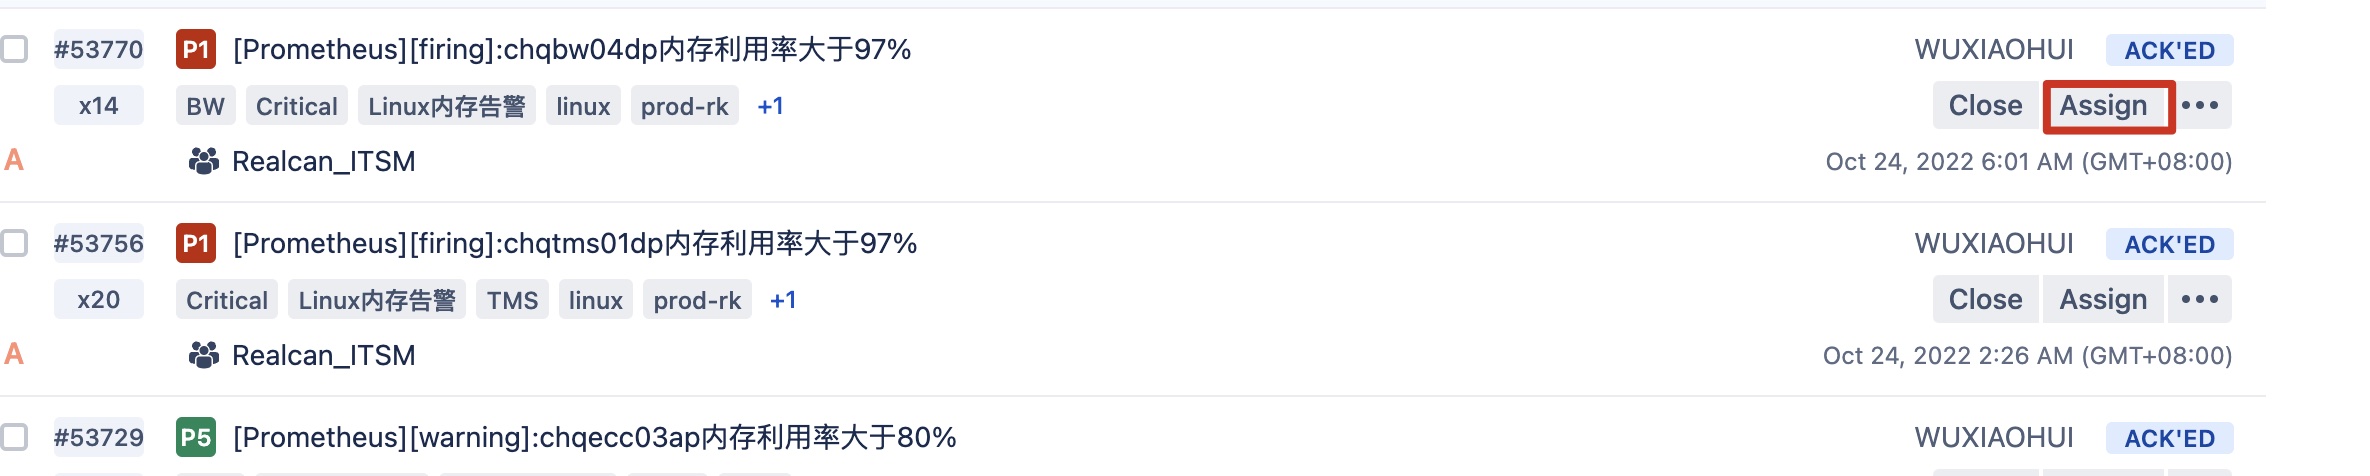 #53770 P1 [Prometheus][firing]:chqbw04dp内存利用率大于97% WUXIAOHUI ACK'ED
x14 BW Critical Linux内存告警 linux prod-rk +1 Close Assign •••
A Realcan_ITSM Oct 24, 2022 6:01 AM (GMT+08:00)
#53756 P1 [Prometheus][firing]:chqtms01dp内存利用率大于97% WUXIAOHUI ACK'ED
x20 Critical Linux内存告警 TMS linux prod-rk +1 Close Assign •••
A Realcan_ITSM Oct 24, 2022 2:26 AM (GMT+08:00)
#53729 P5 [Prometheus][warning]:chqecc03ap内存利用率大于80% WUXIAOHUI ACK'ED